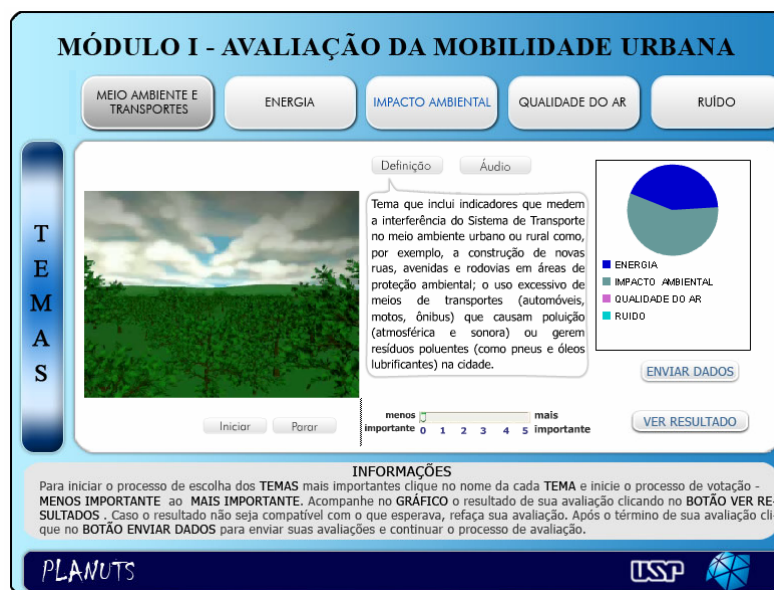 MÓDULO I - AVALIAÇÃO DA MOBILIDADE URBANA
MEIO AMBIENTE E
TRANSPORTES
ENERGIA
IMPACTO AMBIENTAL
QUALIDADE DO AR
RUÍDO
TEMAS
Definição
Áudio
Tema que inclui indicadores que medem
a interferência do Sistema de Transporte
no meio ambiente urbano ou rural como,
por exemplo, a construção de novas
ruas, avenidas e rodovias em áreas de
proteção ambiental; o uso excessivo de
meios de transportes (automóveis,
motos, ônibus) que causam poluição
(atmosférica e sonora) ou gerem
resíduos poluentes (como pneus e óleos
lubrificantes) na cidade.
ENERGIA
IMPACTO AMBIENTAL
QUALIDADE DO AR
RUIDO
ENVIAR DADOS
VER RESULTADO
Iniciar
Parar
menos
importante
0 1 2 3 4 5
mais
importante
INFORMAÇÕES
Para iniciar o processo de escolha dos TEMAS mais importantes clique no nome da cada TEMA e inicie o processo de votação -
MENOS IMPORTANTE ao MAIS IMPORTANTE. Acompanhe no GRÁFICO o resultado de sua avaliação clicando no BOTÃO VER RE-
SULTADOS . Caso o resultado não seja compatível com o que esperava, refaça sua avaliação. Após o término de sua avaliação cli-
que no BOTÃO ENVIAR DADOS para enviar suas avaliações e continuar o processo de avaliação.
PLANUTS
USP